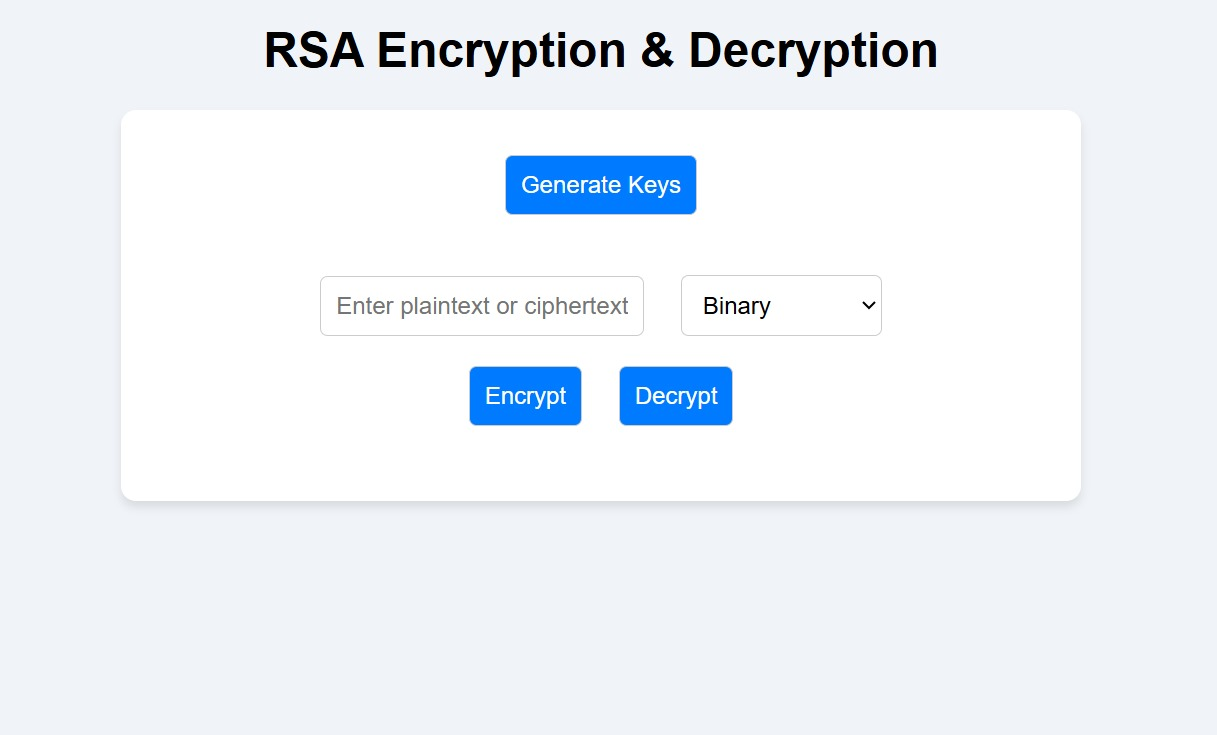 RSA Encryption & Decryption
Generate Keys
Enter plaintext or ciphertext Binary
Encrypt Decrypt